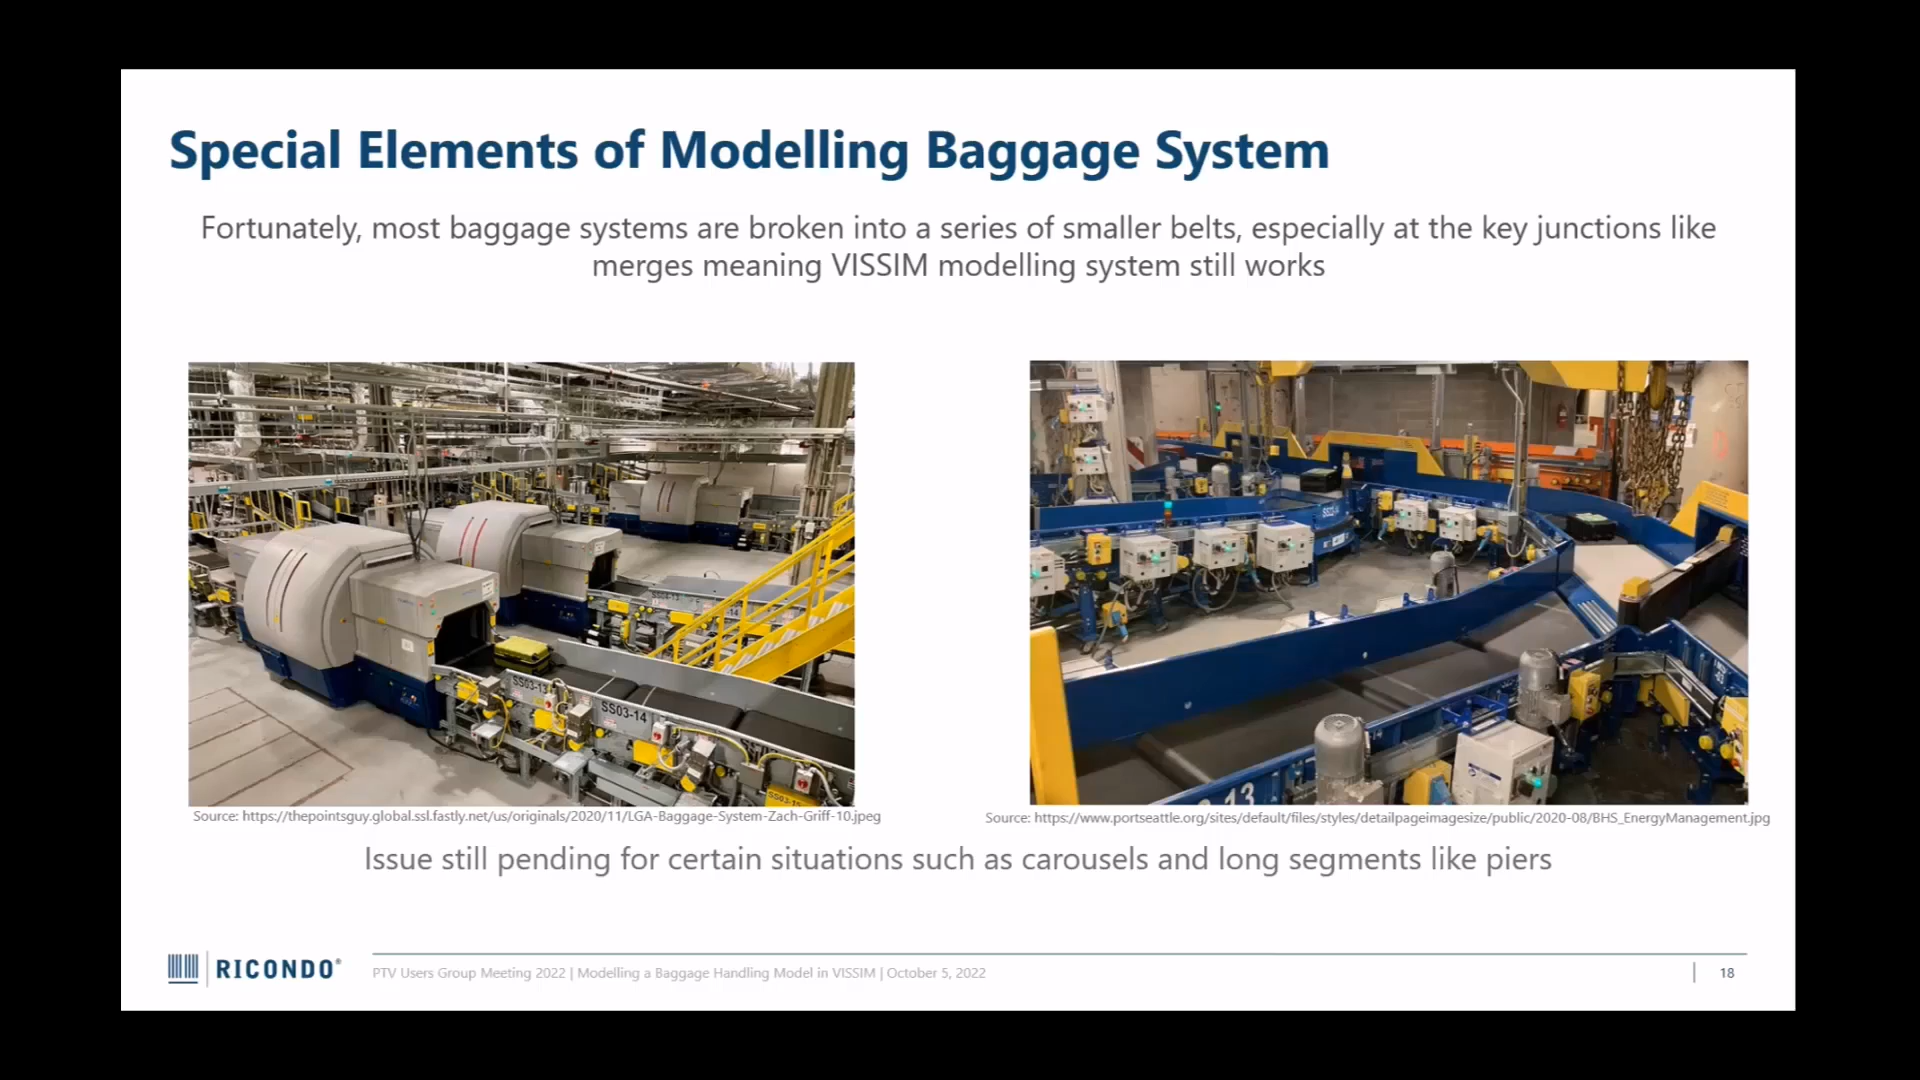 Special Elements of Modelling Baggage System
Fortunately, most baggage systems are broken into a series of smaller belts, especially at the key junctions like
merges meaning VISSIM modelling system still works
SS03-13
SS03-14
Source: https://thepointsguy.global.ssl.fastly.net/us/originals/2020/11/LGA-Baggage-System-Zach-Griff-10.jpeg
Source: https://www.portseattle.org/sites/default/files/styles/detailpageimagesize/public/2020-08/BHS_EnergyManagement.jpg
Issue still pending for certain situations such as carousels and long segments like piers
RICONDO®
PTV Users Group Meeting 2022 | Modelling a Baggage Handling Model in VISSIM | October 5, 2022
18